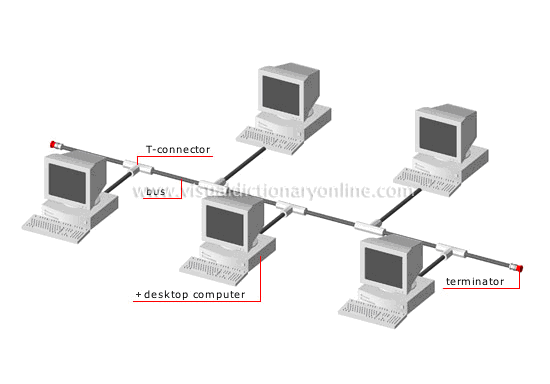 T-connector
bus
www.visualdictionaryonline.com
+desktop computer
terminator